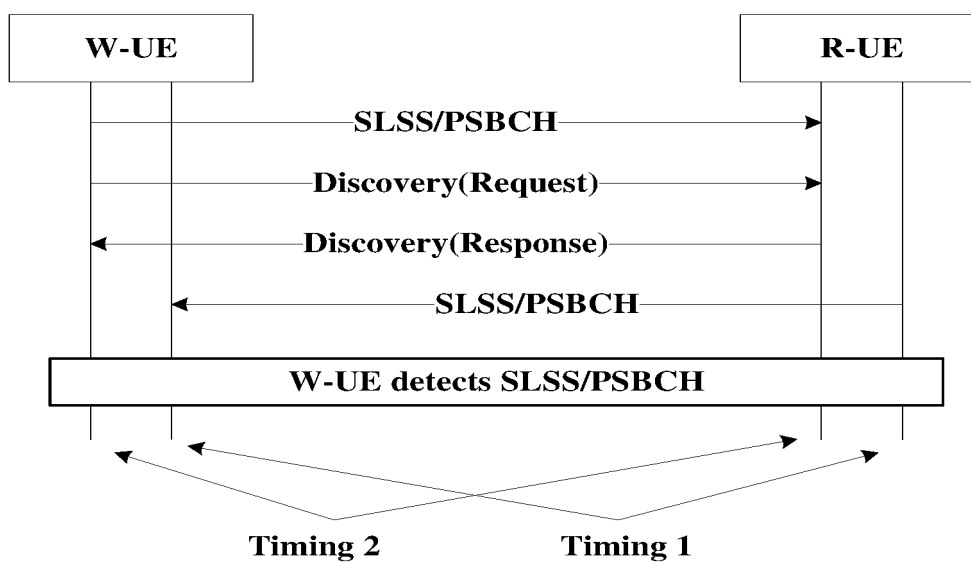 W-UE
R-UE
SLSS/PSBCH
Discovery(Request)
Discovery(Response)
SLSS/PSBCH
W-UE detects SLSS/PSBCH
Timing 2
Timing 1